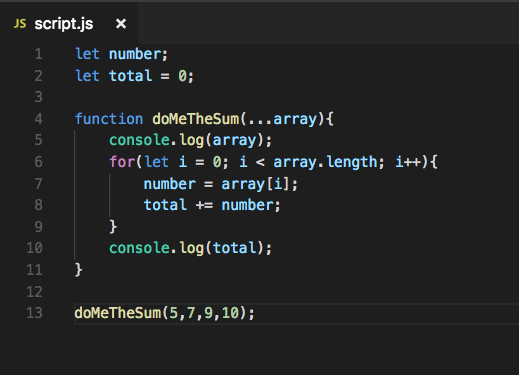 JS script.js ×
1 let number;
2 let total = 0;
3
4 function doMeTheSum(...array){
5     console.log(array);
6     for(let i = 0; i < array.length; i++){
7         number = array[i];
8         total += number;
9     }
10     console.log(total);
11 }
12
13 doMeTheSum(5,7,9,10);